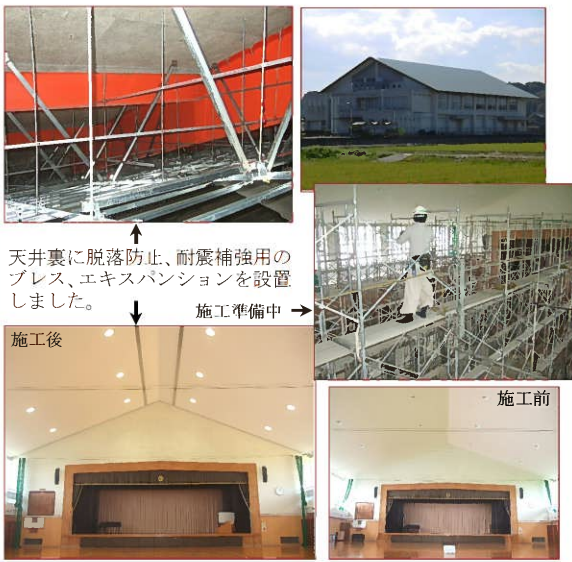 天井裏に脱落防止、耐震補強用の
ブレス、エキスパンションを設置
しました。
施工準備中
施工後
施工前